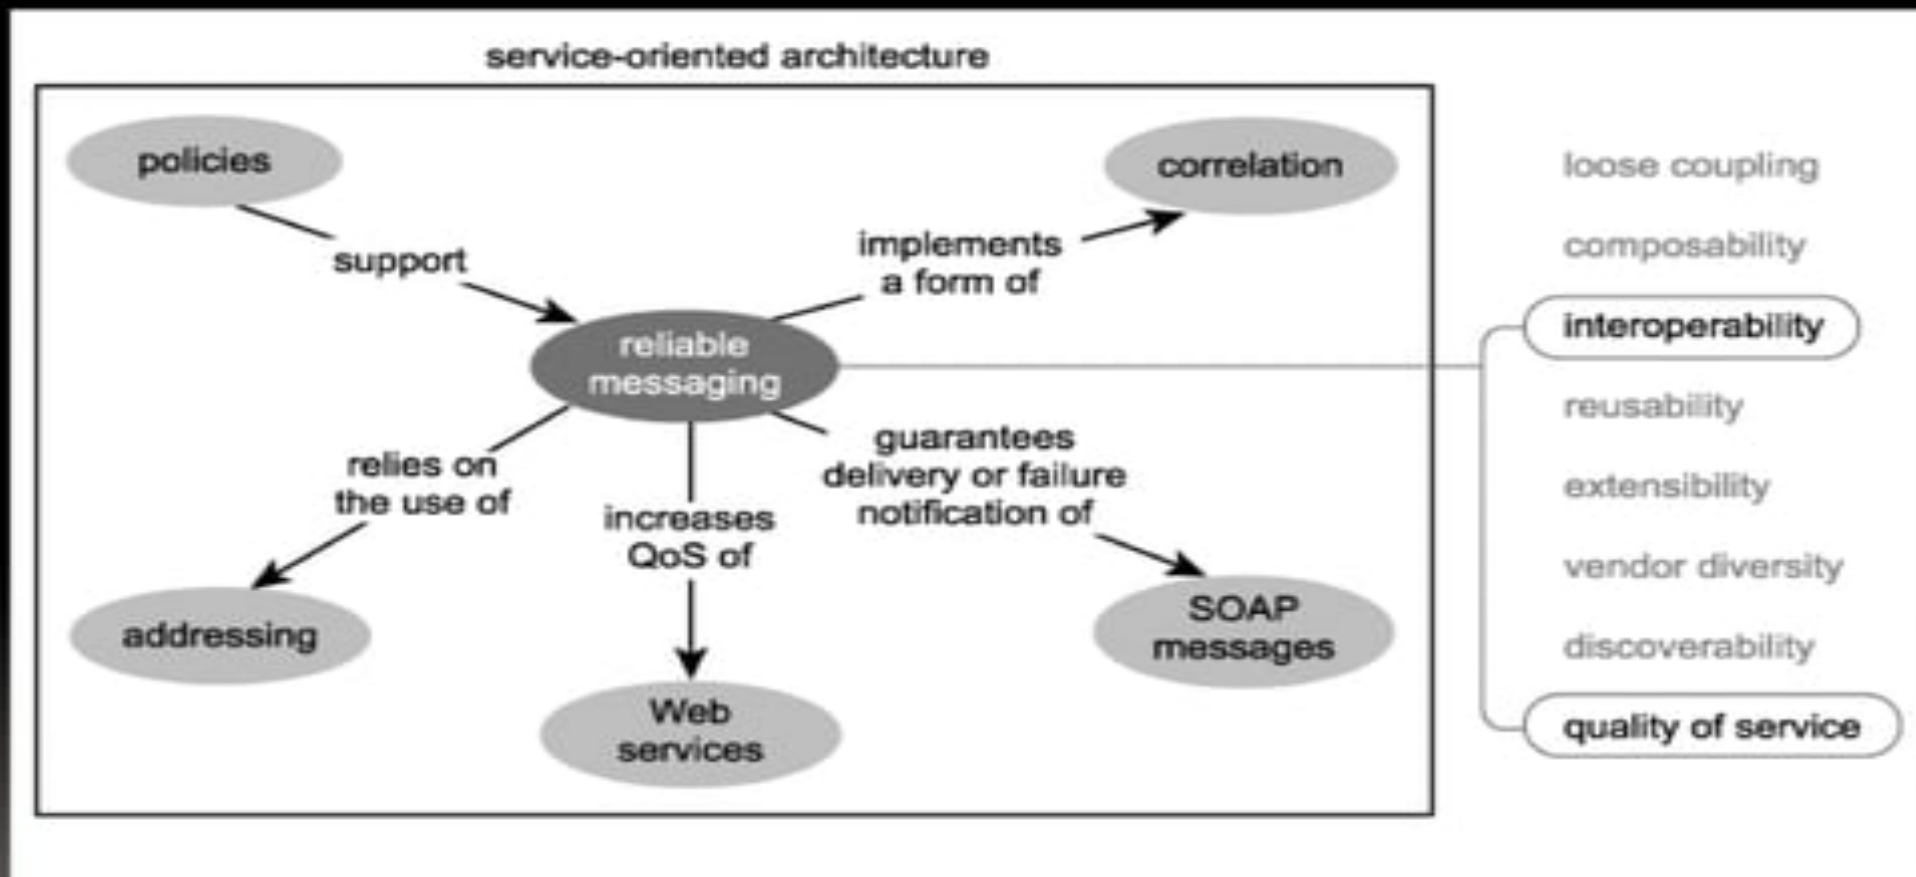 service-oriented architecture
policies
correlation
loose coupling
support
implements
a form of
composability
reliable
messaging
interoperability
reusability
relies on
the use of
increases
QoS of
guarantees
delivery or failure
notification of
extensibility
vendor diversity
addressing
Web
services
SOAP
messages
discoverability
quality of service